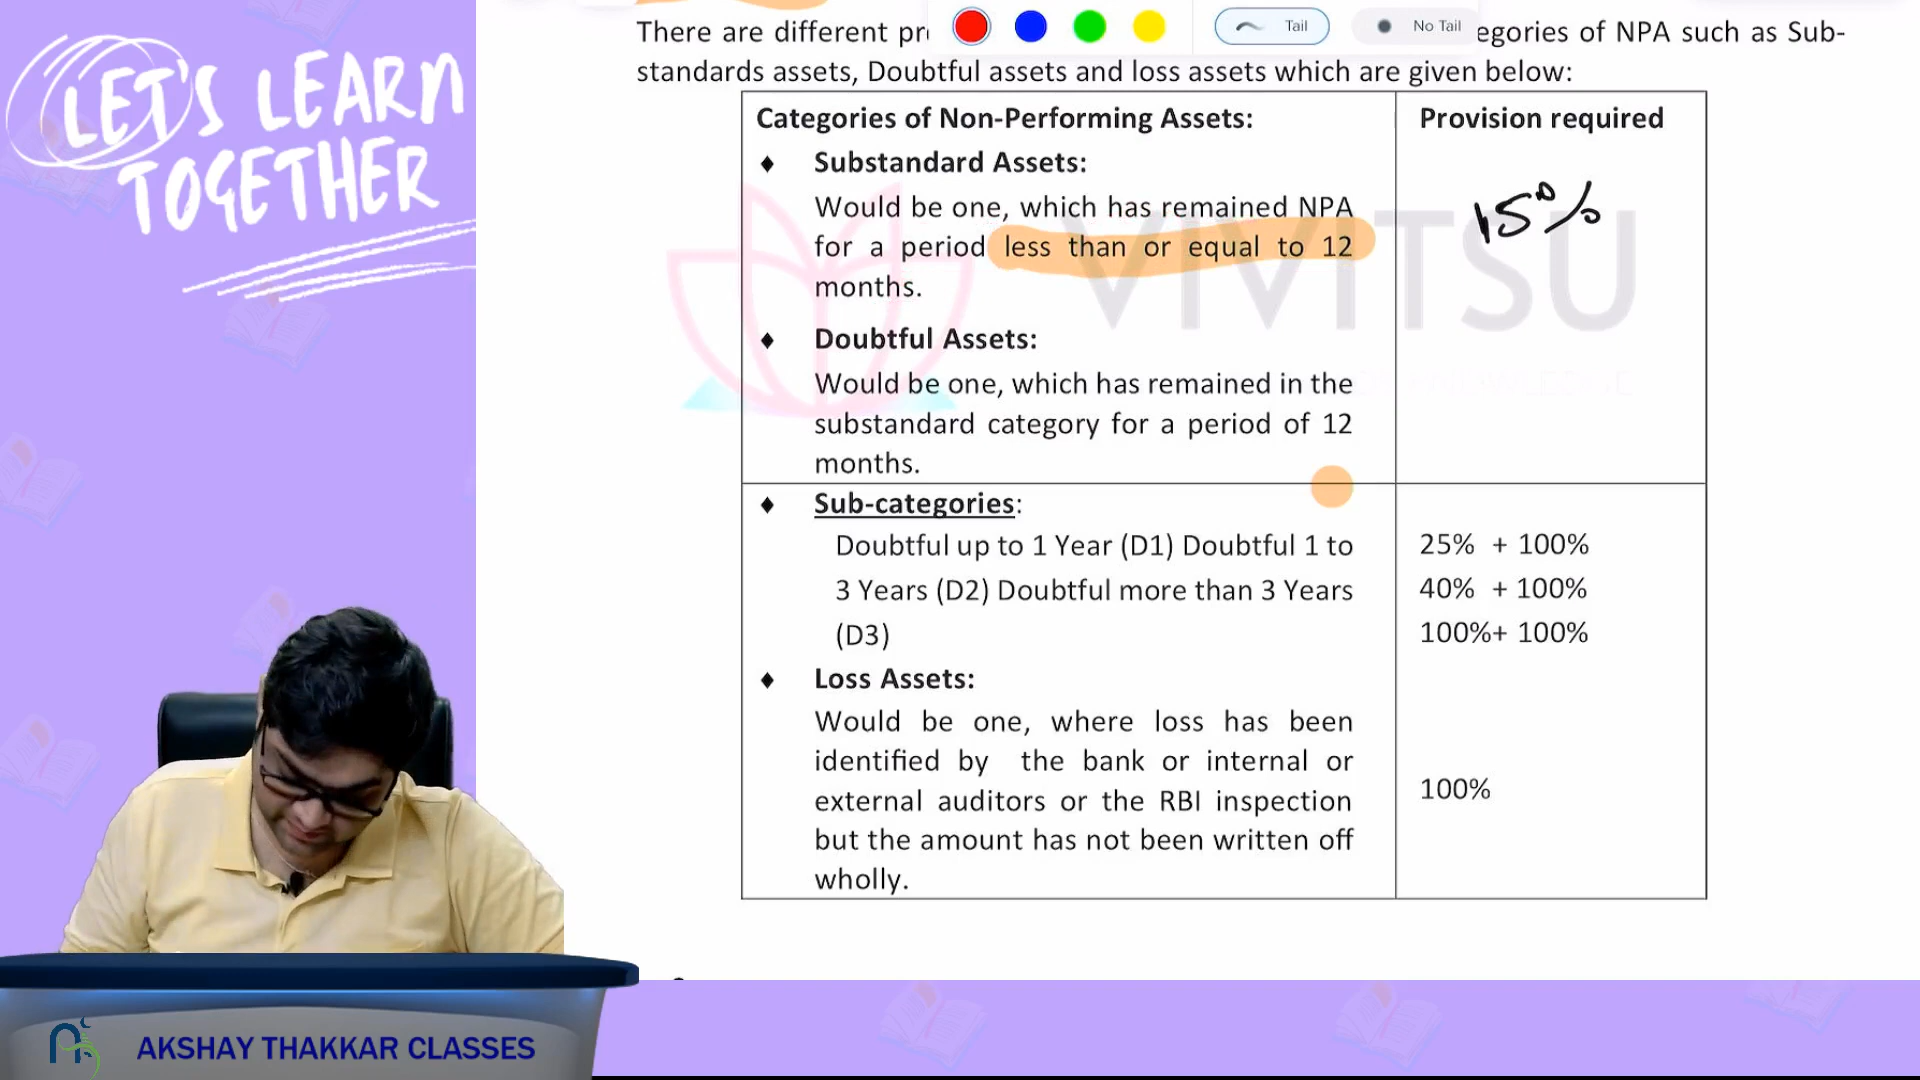 LET'S LEARN
TOGETHER
There are different
Tail
No Tail
egories of NPA such as Sub-
standards assets, Doubtful assets and loss assets which are given below:
Categories of Non-Performing Assets:
Provision required
♦ Substandard Assets:
Would be one, which has remained NPA
for a period less than or equal to 12
months.
15%
♦ Doubtful Assets:
Would be one, which has remained in the
substandard category for a period of 12
months.
♦ Sub-categories:
Doubtful up to 1 Year (D1) Doubtful 1 to
3 Years (D2) Doubtful more than 3 Years
(D3)
25% + 100%
40% + 100%
100%+ 100%
♦ Loss Assets:
Would be one, where loss has been
identified by the bank or internal or
external auditors or the RBI inspection
but the amount has not been written off
wholly.
100%
VIVITSU
AKSHAY THAKKAR CLASSES